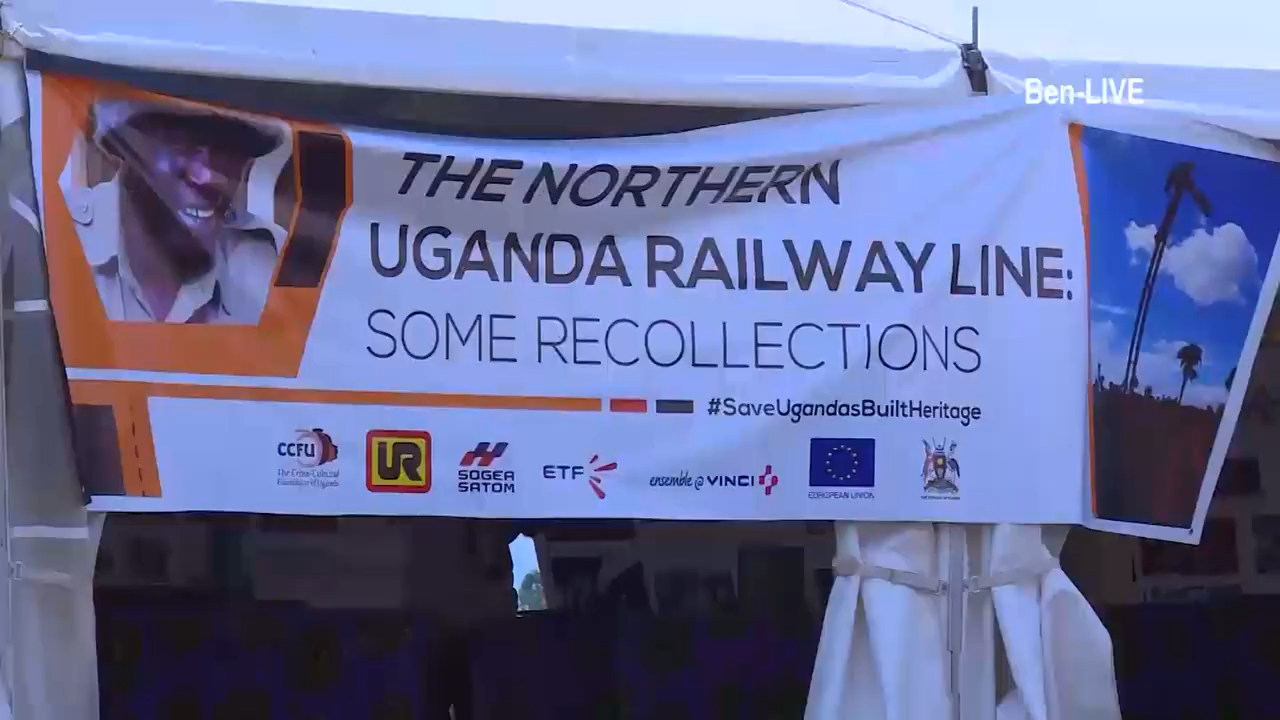 Ben-LIVE
THE NORTHERN
UGANDA RAILWAY LINE:
SOME RECOLLECTIONS
#SaveUgandasBuiltHeritage
CCFU
The Cross-Cultural
Foundation of Uganda
UR
SOGEA
SATOM
ETF
ensemble @ VINCI
EUROPEAN UNION